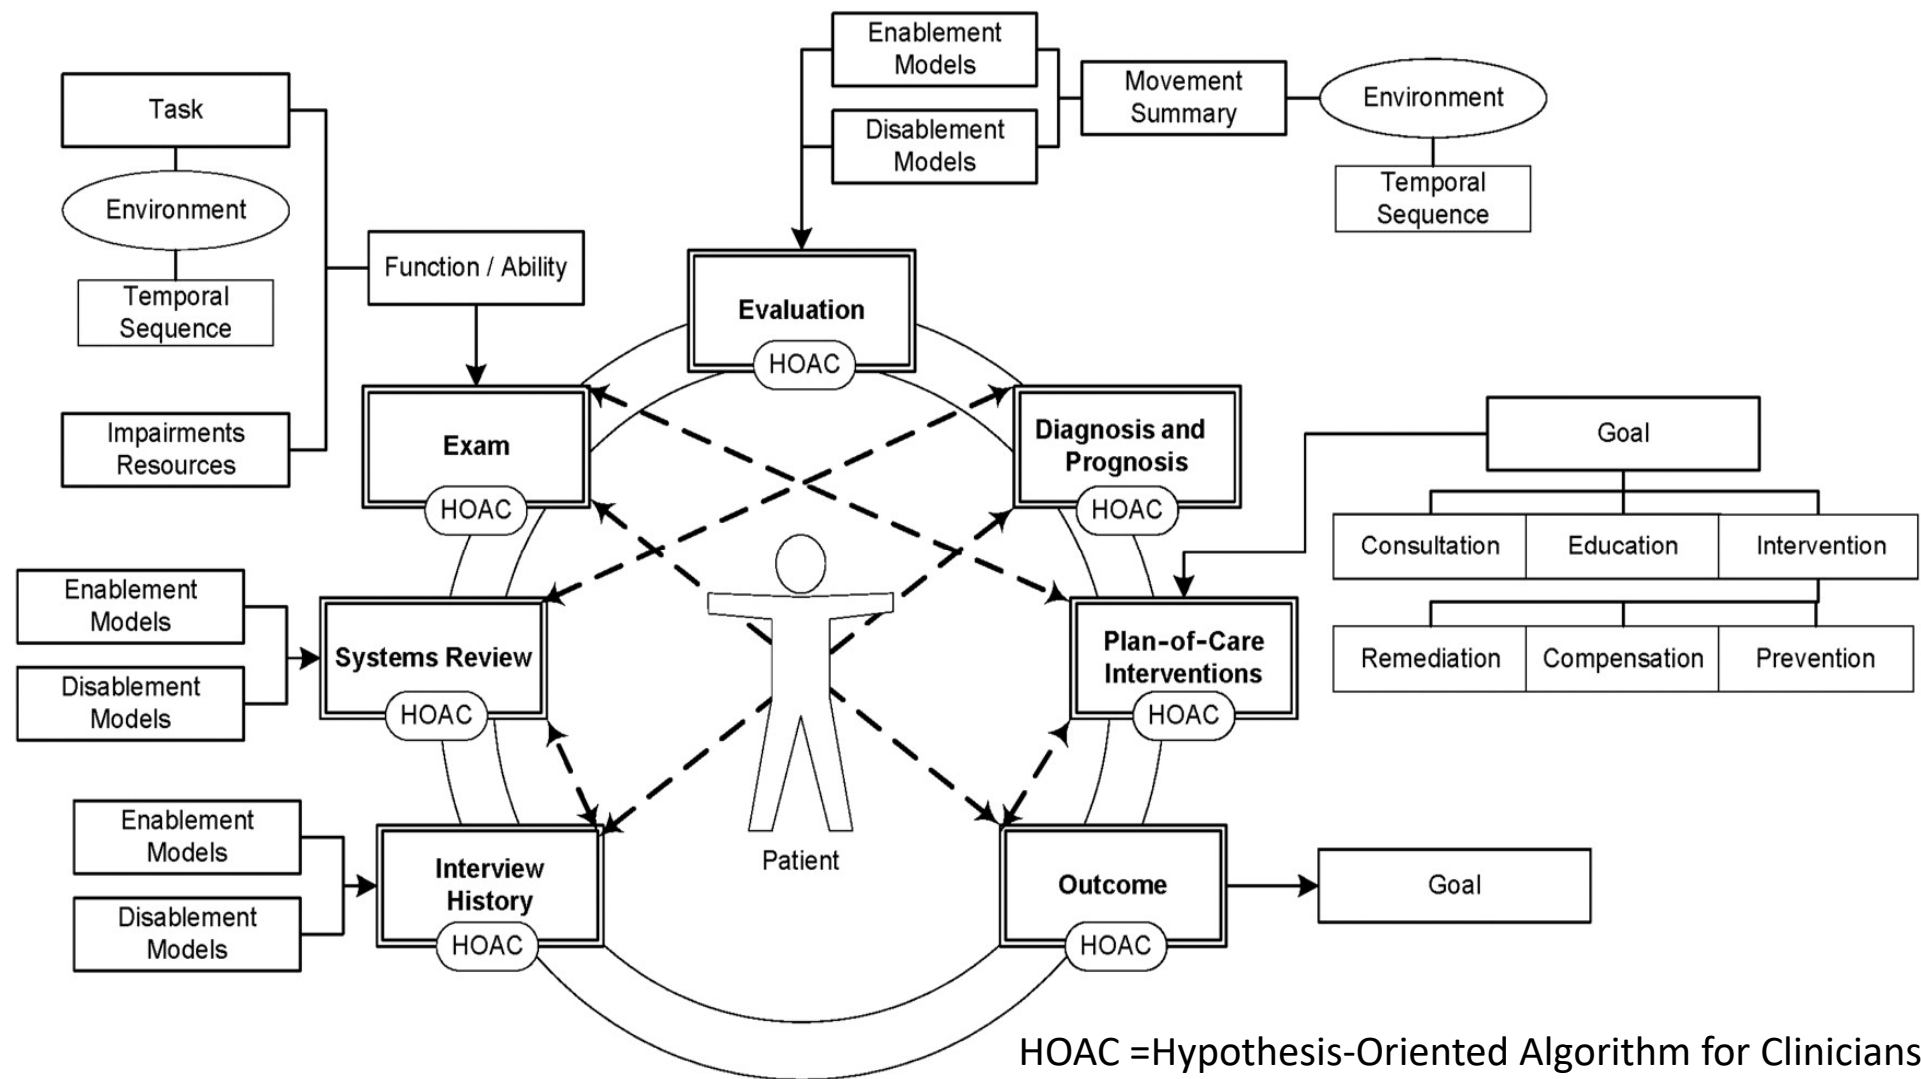 Enablement
Models
Disablement
Models
Movement
Summary
Environment
Temporal
Sequence
Task
Environment
Temporal
Sequence
Impairments
Resources
Function / Ability
Evaluation
HOAC
Exam
HOAC
Diagnosis and
Prognosis
HOAC
Goal
Consultation
Education
Intervention
Remediation
Compensation
Prevention
Enablement
Models
Disablement
Models
Systems Review
HOAC
Plan-of-Care
Interventions
HOAC
Enablement
Models
Disablement
Models
Interview
History
HOAC
Patient
Outcome
HOAC
Goal
HOAC =Hypothesis-Oriented Algorithm for Clinicians